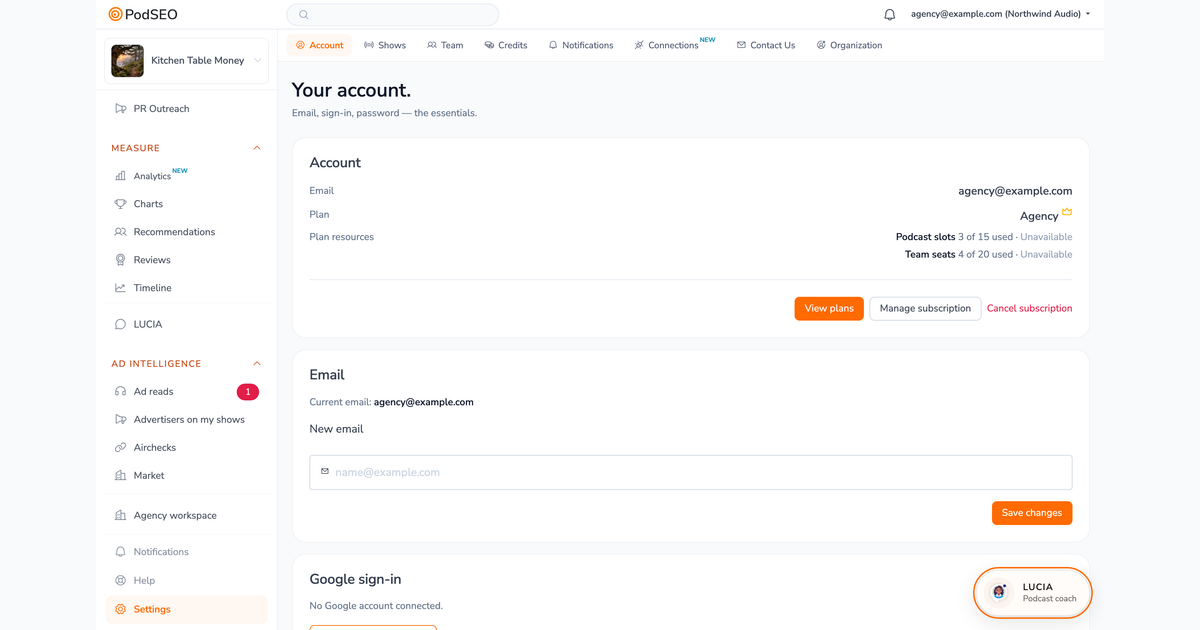 PodSEO
agency@example.com (Northwind Audio)
Kitchen Table Money
Account
Shows
Team
Credits
Notifications
Connections NEW
Contact Us
Organization
PR Outreach
MEASURE
Analytics NEW
Charts
Recommendations
Reviews
Timeline
LUCIA
AD INTELLIGENCE
Ad reads 1
Advertisers on my shows
Airchecks
Market
Agency workspace
Notifications
Help
Settings
Your account.
Email, sign-in, password — the essentials.
Account
Email agency@example.com
Plan Agency
Plan resources Podcast slots 3 of 15 used · Unavailable
Team seats 4 of 20 used · Unavailable
View plans Manage subscription Cancel subscription
Email
Current email: agency@example.com
New email
name@example.com
Save changes
Google sign-in
No Google account connected.
LUCIA
Podcast coach